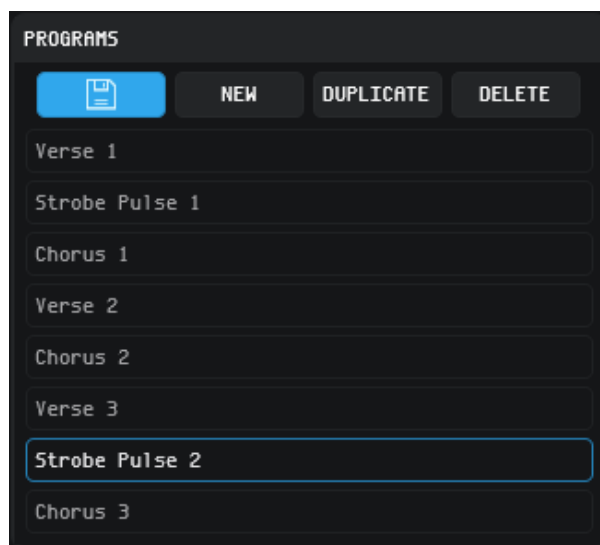 PROGRAMS
NEW DUPLICATE DELETE
Verse 1
Strobe Pulse 1
Chorus 1
Verse 2
Chorus 2
Verse 3
Strobe Pulse 2
Chorus 3